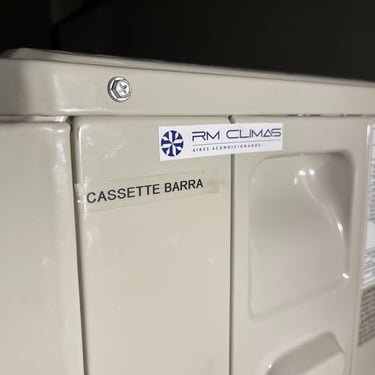 RM CLIMAS
AIRES ACONDICIONADOS
CASSETTE BARRA